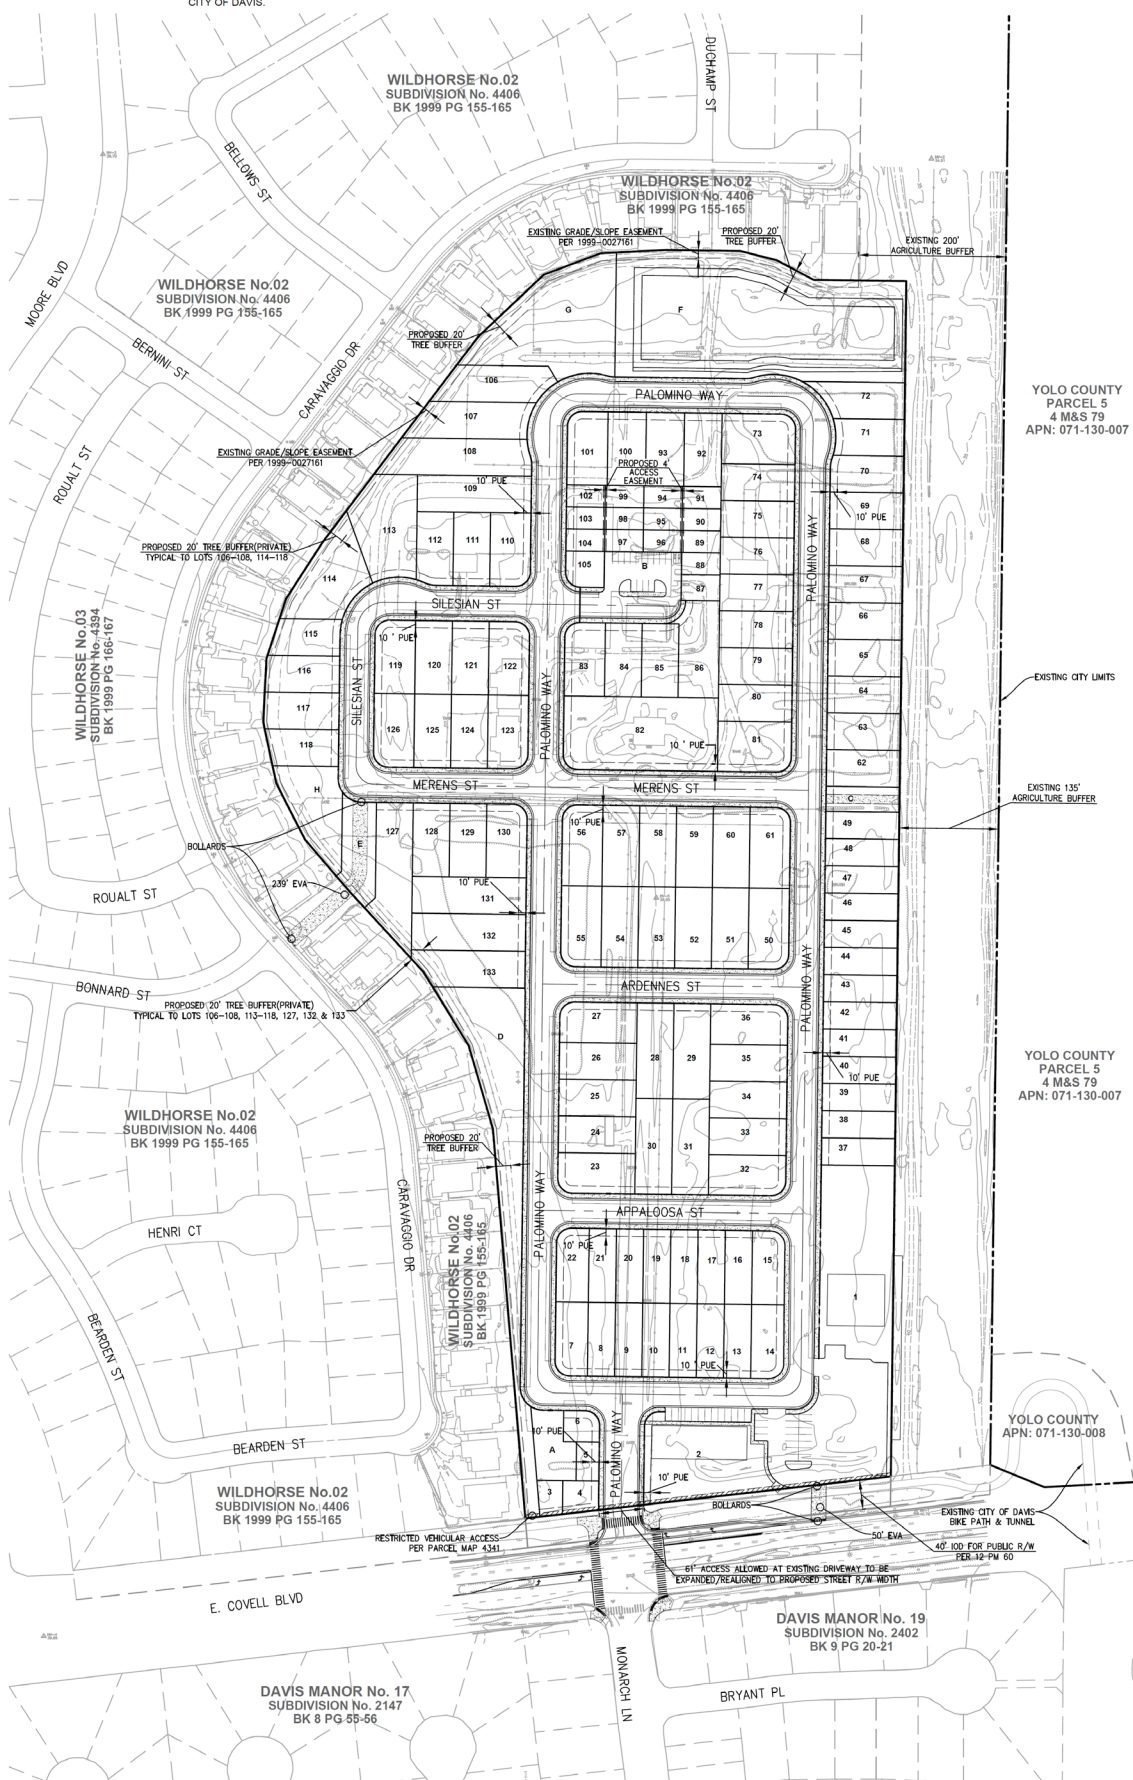 CITY OF DAVIS.
WILDHORSE No.02
SUBDIVISION No. 4406
BK 1999 PG 155-165
DUCHAMP ST
BELLOWS ST
WILDHORSE No.02
SUBDIVISION No. 4406
BK 1999 PG 155-165
EXISTING GRADE/SLOPE EASEMENT
PER 1999-0027161
PROPOSED 20'
TREE BUFFER
EXISTING 200'
AGRICULTURE BUFFER
MOORE BLVD
WILDHORSE No.02
SUBDIVISION No. 4406
BK 1999 PG 155-165
BERNINI ST
CARAVAGGIO DR
PROPOSED 20'
TREE BUFFER
G
F
YOLO COUNTY
PARCEL 5
4 M&S 79
APN: 071-130-007
106
107
108
109
PALOMINO WAY
72
71
70
69
68
10' PUE
67
66
65
64
63
62
EXISTING GRADE/SLOPE EASEMENT
PER 1999-0027161
ROUALT ST
10' PUE
101
100
93
92
73
PROPOSED 4'
ACCESS
EASEMENT
102
99
94
91
74
103
98
95
90
75
104
97
96
89
76
105
B
88
87
77
78
79
80
81
PALOMINO WAY
PROPOSED 20' TREE BUFFER(PRIVATE)
TYPICAL TO LOTS 106-108, 114-118
113
112
111
110
114
SILESIAN ST
10 ' PUE
115
116
117
118
SILESIAN ST
119
120
121
122
126
125
124
123
PALOMINO WAY
83
84
85
86
82
10 ' PUE
WILDHORSE No.03
SUBDIVISION No. 4394
BK 1999 PG 166-167
EXISTING CITY LIMITS
MERENS ST
MERENS ST
EXISTING 135'
AGRICULTURE BUFFER
H
C
BOLLARDS
E
239' EVA
127
128
129
130
10' PUE
131
132
133
10' PUE
56
57
58
59
60
61
55
54
53
52
51
50
49
48
47
46
45
44
43
42
41
40
10' PUE
39
38
37
PALOMINO WAY
ROUALT ST
BONNARD ST
PROPOSED 20' TREE BUFFER(PRIVATE)
TYPICAL TO LOTS 106-108, 113-118, 127, 132 & 133
ARDENNES ST
D
27
28
29
36
26
35
25
34
24
33
30
31
23
32
YOLO COUNTY
PARCEL 5
4 M&S 79
APN: 071-130-007
WILDHORSE No.02
SUBDIVISION No. 4406
BK 1999 PG 155-165
PROPOSED 20'
TREE BUFFER
PALOMINO WAY
CARAVAGGIO DR
HENRI CT
WILDHORSE No.02
SUBDIVISION No. 4406
BK 1999 PG 155-165
APPALOOSA ST
10' PUE
22
21
20
19
18
17
16
15
7
8
9
10
11
12
13
14
10 ' PUE
1
BEARDEN ST
BEARDEN ST
6
10' PUE
A
5
3
4
PALOMINO WAY
2
10' PUE
YOLO COUNTY
APN: 071-130-008
WILDHORSE No.02
SUBDIVISION No. 4406
BK 1999 PG 155-165
RESTRICTED VEHICULAR ACCESS
PER PARCEL MAP 4341
BOLLARDS
50' EVA
EXISTING CITY OF DAVIS
BIKE PATH & TUNNEL
40' IOD FOR PUBLIC R/W
PER 12 PM 60
61' ACCESS ALLOWED AT EXISTING DRIVEWAY TO BE
EXPANDED/REALIGNED TO PROPOSED STREET R/W WIDTH
E. COVELL BLVD
DAVIS MANOR No. 19
SUBDIVISION No. 2402
BK 9 PG 20-21
DAVIS MANOR No. 17
SUBDIVISION No. 2147
BK 8 PG 55-56
MONARCH LN
BRYANT PL